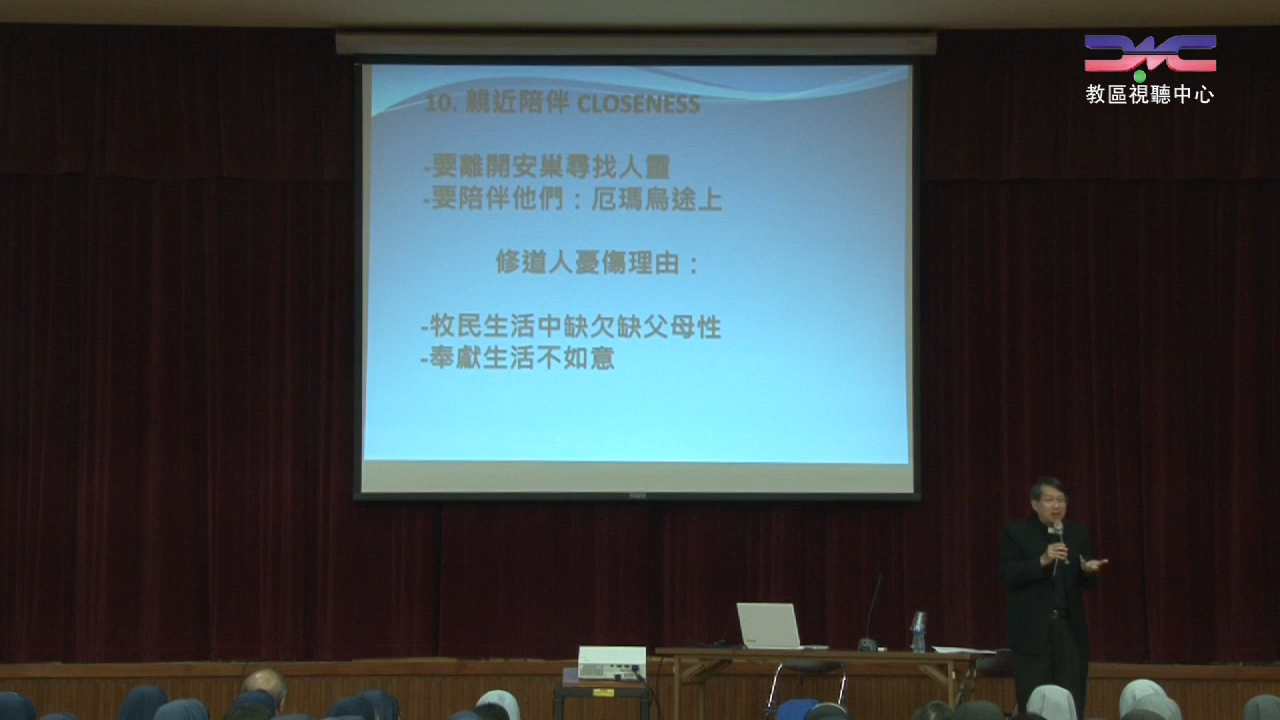 10. 親近陪伴 CLOSENESS
-要離開安巢尋找人靈
-要陪伴他們：厄瑪烏途上
修道人憂傷理由：
-牧民生活中缺欠缺父母性
-奉獻生活不如意
教區視聽中心